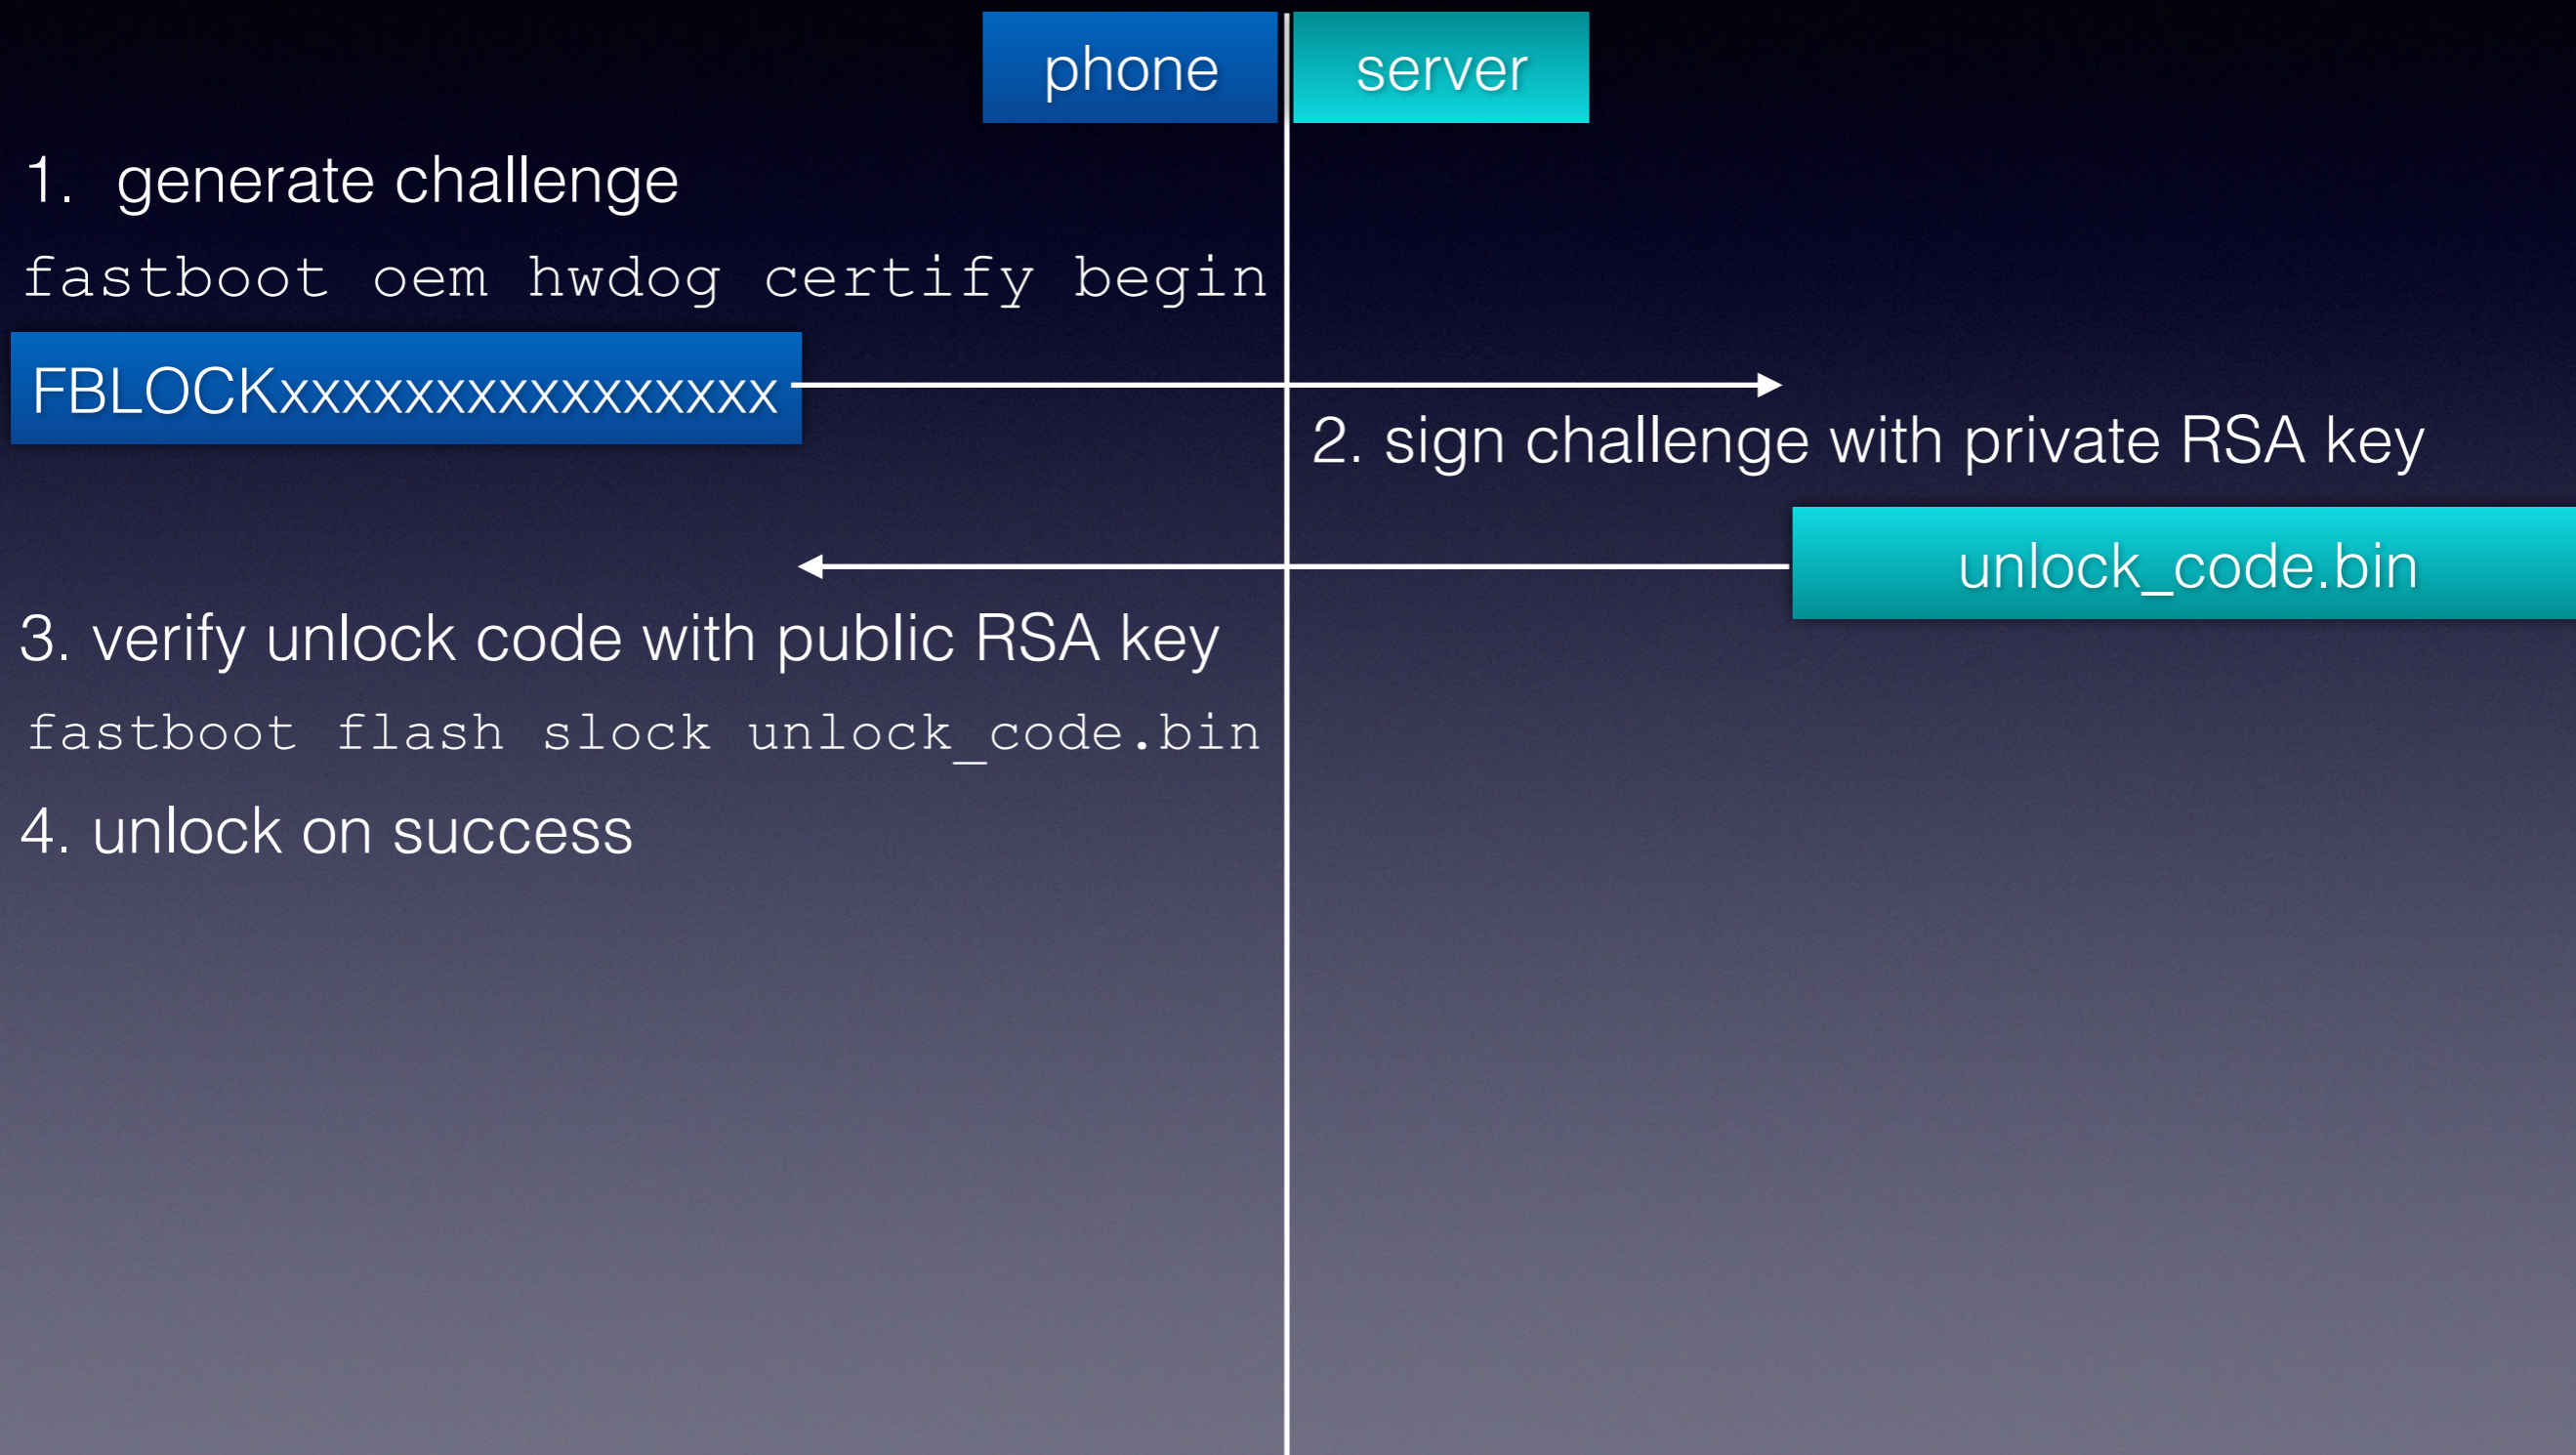 phone
server
1. generate challenge
fastboot oem hwdog certify begin
FBLOCKxxxxxxxxxxxxxxxx
2. sign challenge with private RSA key
unlock_code.bin
3. verify unlock code with public RSA key
fastboot flash slock unlock_code.bin
4. unlock on success